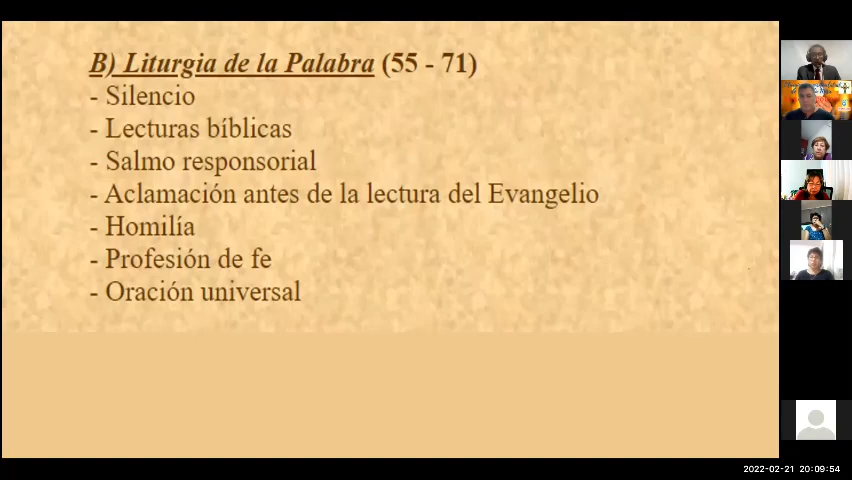 B) Liturgia de la Palabra (55 - 71)
- Silencio
- Lecturas bíblicas
- Salmo responsorial
- Aclamación antes de la lectura del Evangelio
- Homilía
- Profesión de fe
- Oración universal
2022-02-21 20:09:54